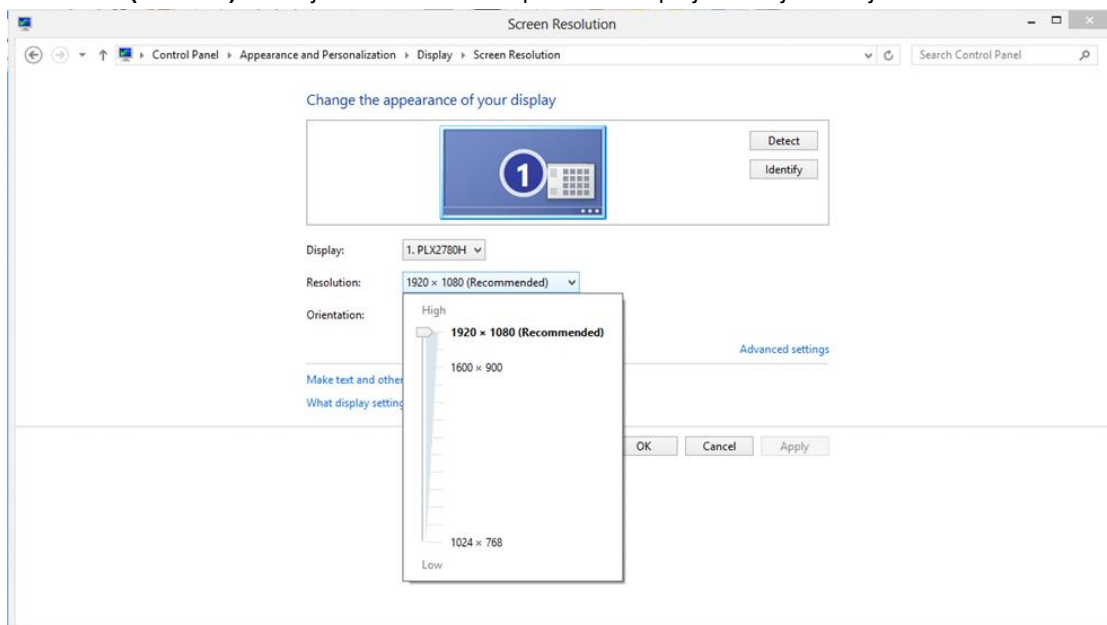 Screen Resolution
Control Panel Appearance and Personalization Display Screen Resolution
Search Control Panel
Change the appearance of your display
1
Detect
Identify
Display: 1. PLX2780H
Resolution: 1920 × 1080 (Recommended)
Orientation:
High
1920 × 1080 (Recommended)
1600 × 900
1024 × 768
Low
Advanced settings
Make text and other
What display setting
OK Cancel Apply